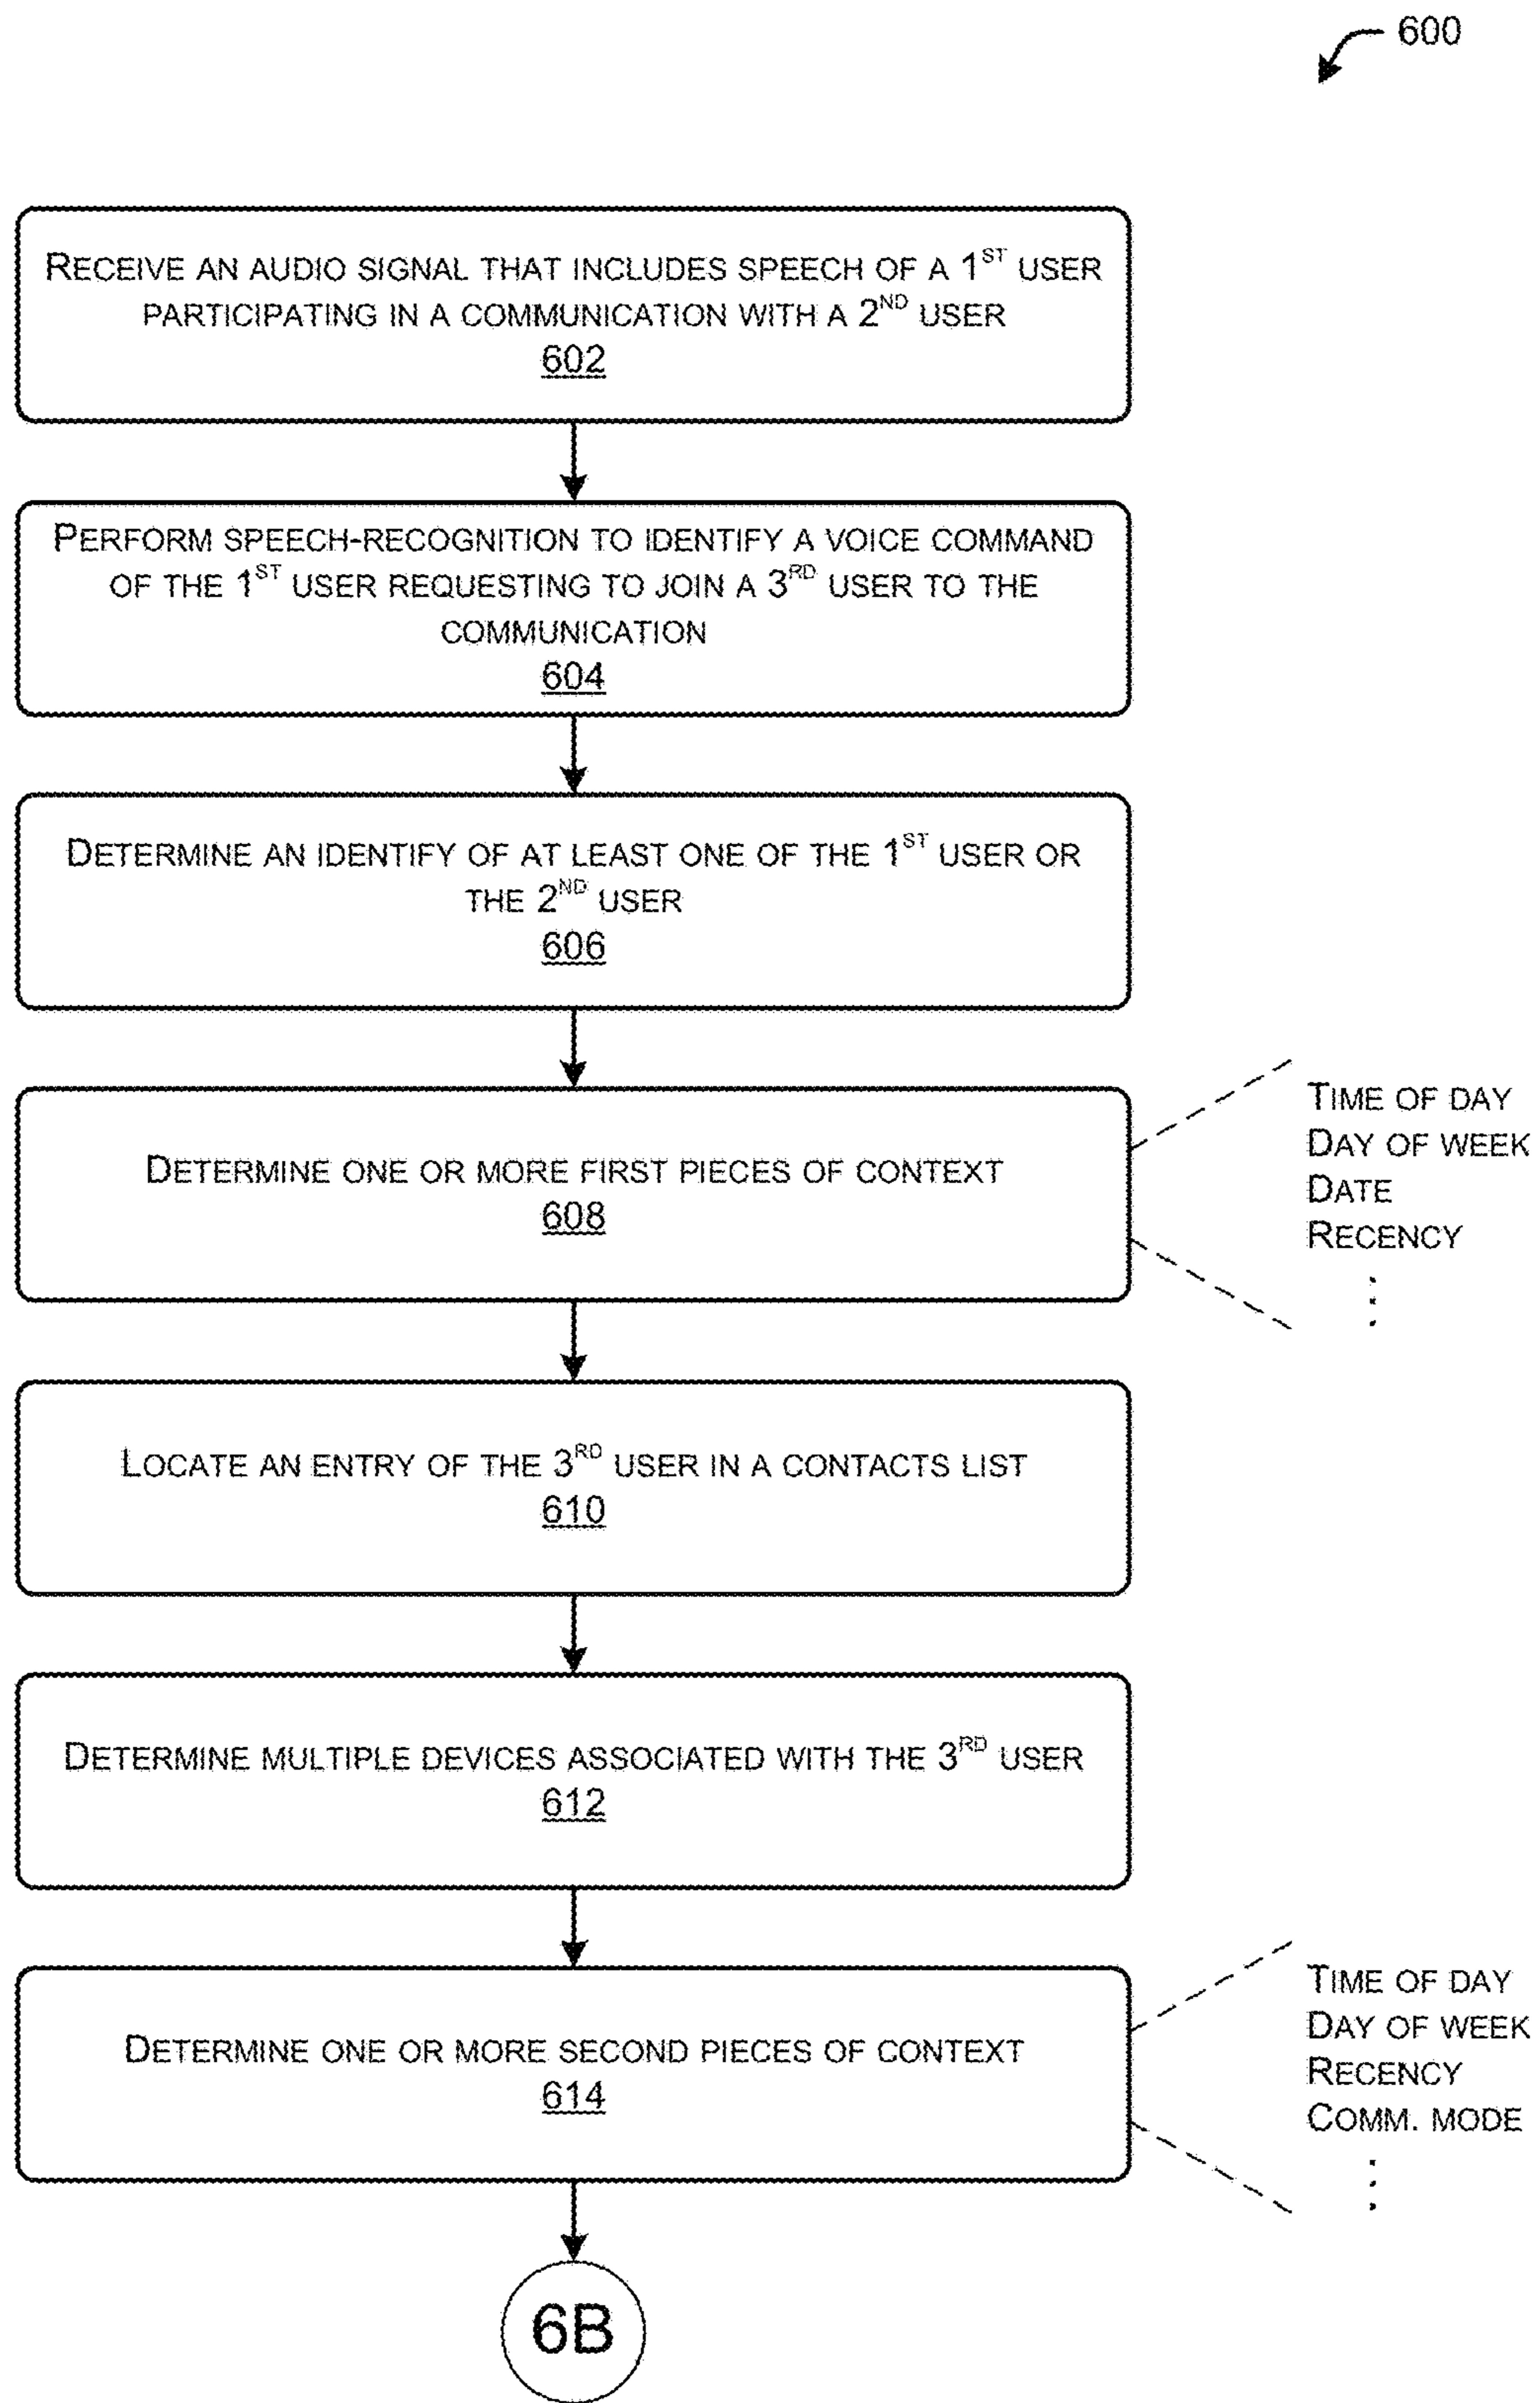 600
RECEIVE AN AUDIO SIGNAL THAT INCLUDES SPEECH OF A 1ST USER
PARTICIPATING IN A COMMUNICATION WITH A 2ND USER
602
PERFORM SPEECH-RECOGNITION TO IDENTIFY A VOICE COMMAND
OF THE 1ST USER REQUESTING TO JOIN A 3RD USER TO THE
COMMUNICATION
604
DETERMINE AN IDENTIFY OF AT LEAST ONE OF THE 1ST USER OR
THE 2ND USER
606
DETERMINE ONE OR MORE FIRST PIECES OF CONTEXT
608
TIME OF DAY
DAY OF WEEK
DATE
RECENCY
LOCATE AN ENTRY OF THE 3RD USER IN A CONTACTS LIST
610
DETERMINE MULTIPLE DEVICES ASSOCIATED WITH THE 3RD USER
612
DETERMINE ONE OR MORE SECOND PIECES OF CONTEXT
614
TIME OF DAY
DAY OF WEEK
RECENCY
COMM. MODE
6B